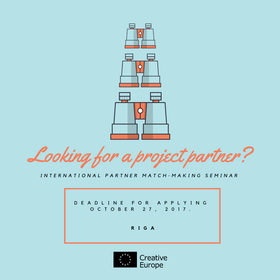 Looking for a project partner?
INTERNATIONAL PARTNER MATCH-MAKING SEMINAR
DEADLINE FOR APPLYING
OCTOBER 27, 2017.
RIGA
Creative
Europe